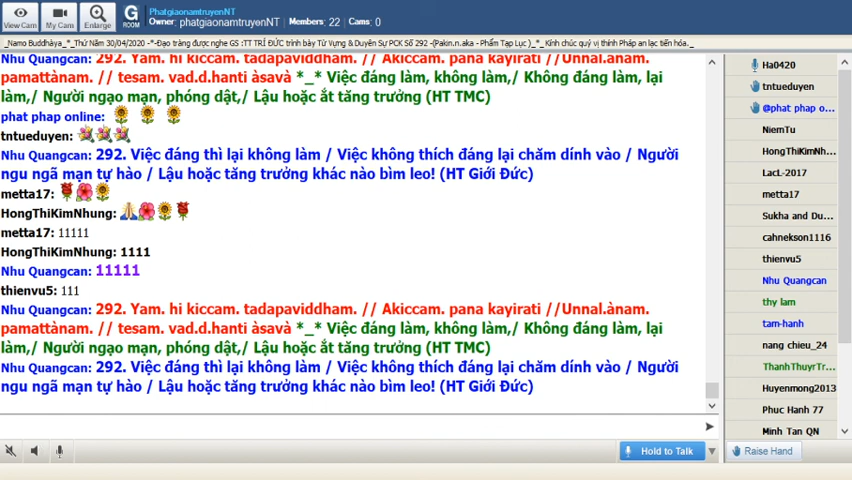 View Cam
My Cams
Enlarge
G
ROOM
PhatgiaonamtruyenNT
Owner: phatgiaonamtruyenNT Members: 22 Cams: 0
_Namo Buddhàya_*_Thứ Năm 30/04/2020 -*-Đạo tràng được nghe GS :TT TRÍ ĐỨC trình bày Từ Vựng & Duyên Sự PCK Số 292 -(Pakin.n.aka - Phẩm Tạp Lục )_*_ Kính chúc quý vị thính Pháp an lạc tiến hóa._
Nhu Quangcan: 292. Yam. hi kiccam. tadapaviddham. // Akiccam. pana kayirati //Unnal.ànam.
pamattànam. // tesam. vad.d.hanti àsavà *_* Việc đáng làm, không làm,/ Không đáng làm, lại
làm,/ Người ngạo mạn, phóng dật,/ Lậu hoặc ắt tăng trưởng (HT TMC)
phat phap online:
tntueduyen:
Nhu Quangcan: 292. Việc đáng thì lại không làm / Việc không thích đáng lại chăm dính vào / Người
ngu ngã mạn tự hào / Lậu hoặc tăng trưởng khác nào bìm leo! (HT Giới Đức)
metta17:
HongThiKimNhung:
metta17: 11111
HongThiKimNhung: 1111
Nhu Quangcan: 11111
thienvu5: 111
Nhu Quangcan: 292. Yam. hi kiccam. tadapaviddham. // Akiccam. pana kayirati //Unnal.ànam.
pamattànam. // tesam. vad.d.hanti àsavà *_* Việc đáng làm, không làm,/ Không đáng làm, lại
làm,/ Người ngạo mạn, phóng dật,/ Lậu hoặc ắt tăng trưởng (HT TMC)
Nhu Quangcan: 292. Việc đáng thì lại không làm / Việc không thích đáng lại chăm dính vào / Người
ngu ngã mạn tự hào / Lậu hoặc tăng trưởng khác nào bìm leo! (HT Giới Đức)
Hold to Talk
Ha0420
tntueduyen
@phat phap o...
NiemTu
HongThiKimNh...
LacL-2017
metta17
Sukha and Du...
cahnekson1116
thienvu5
Nhu Quangcan
thy lam
tam-hanh
nang chieu_24
ThanhThuyrTr...
Huyenmong2013
Phuc Hanh 77
Minh Tan QN
Raise Hand